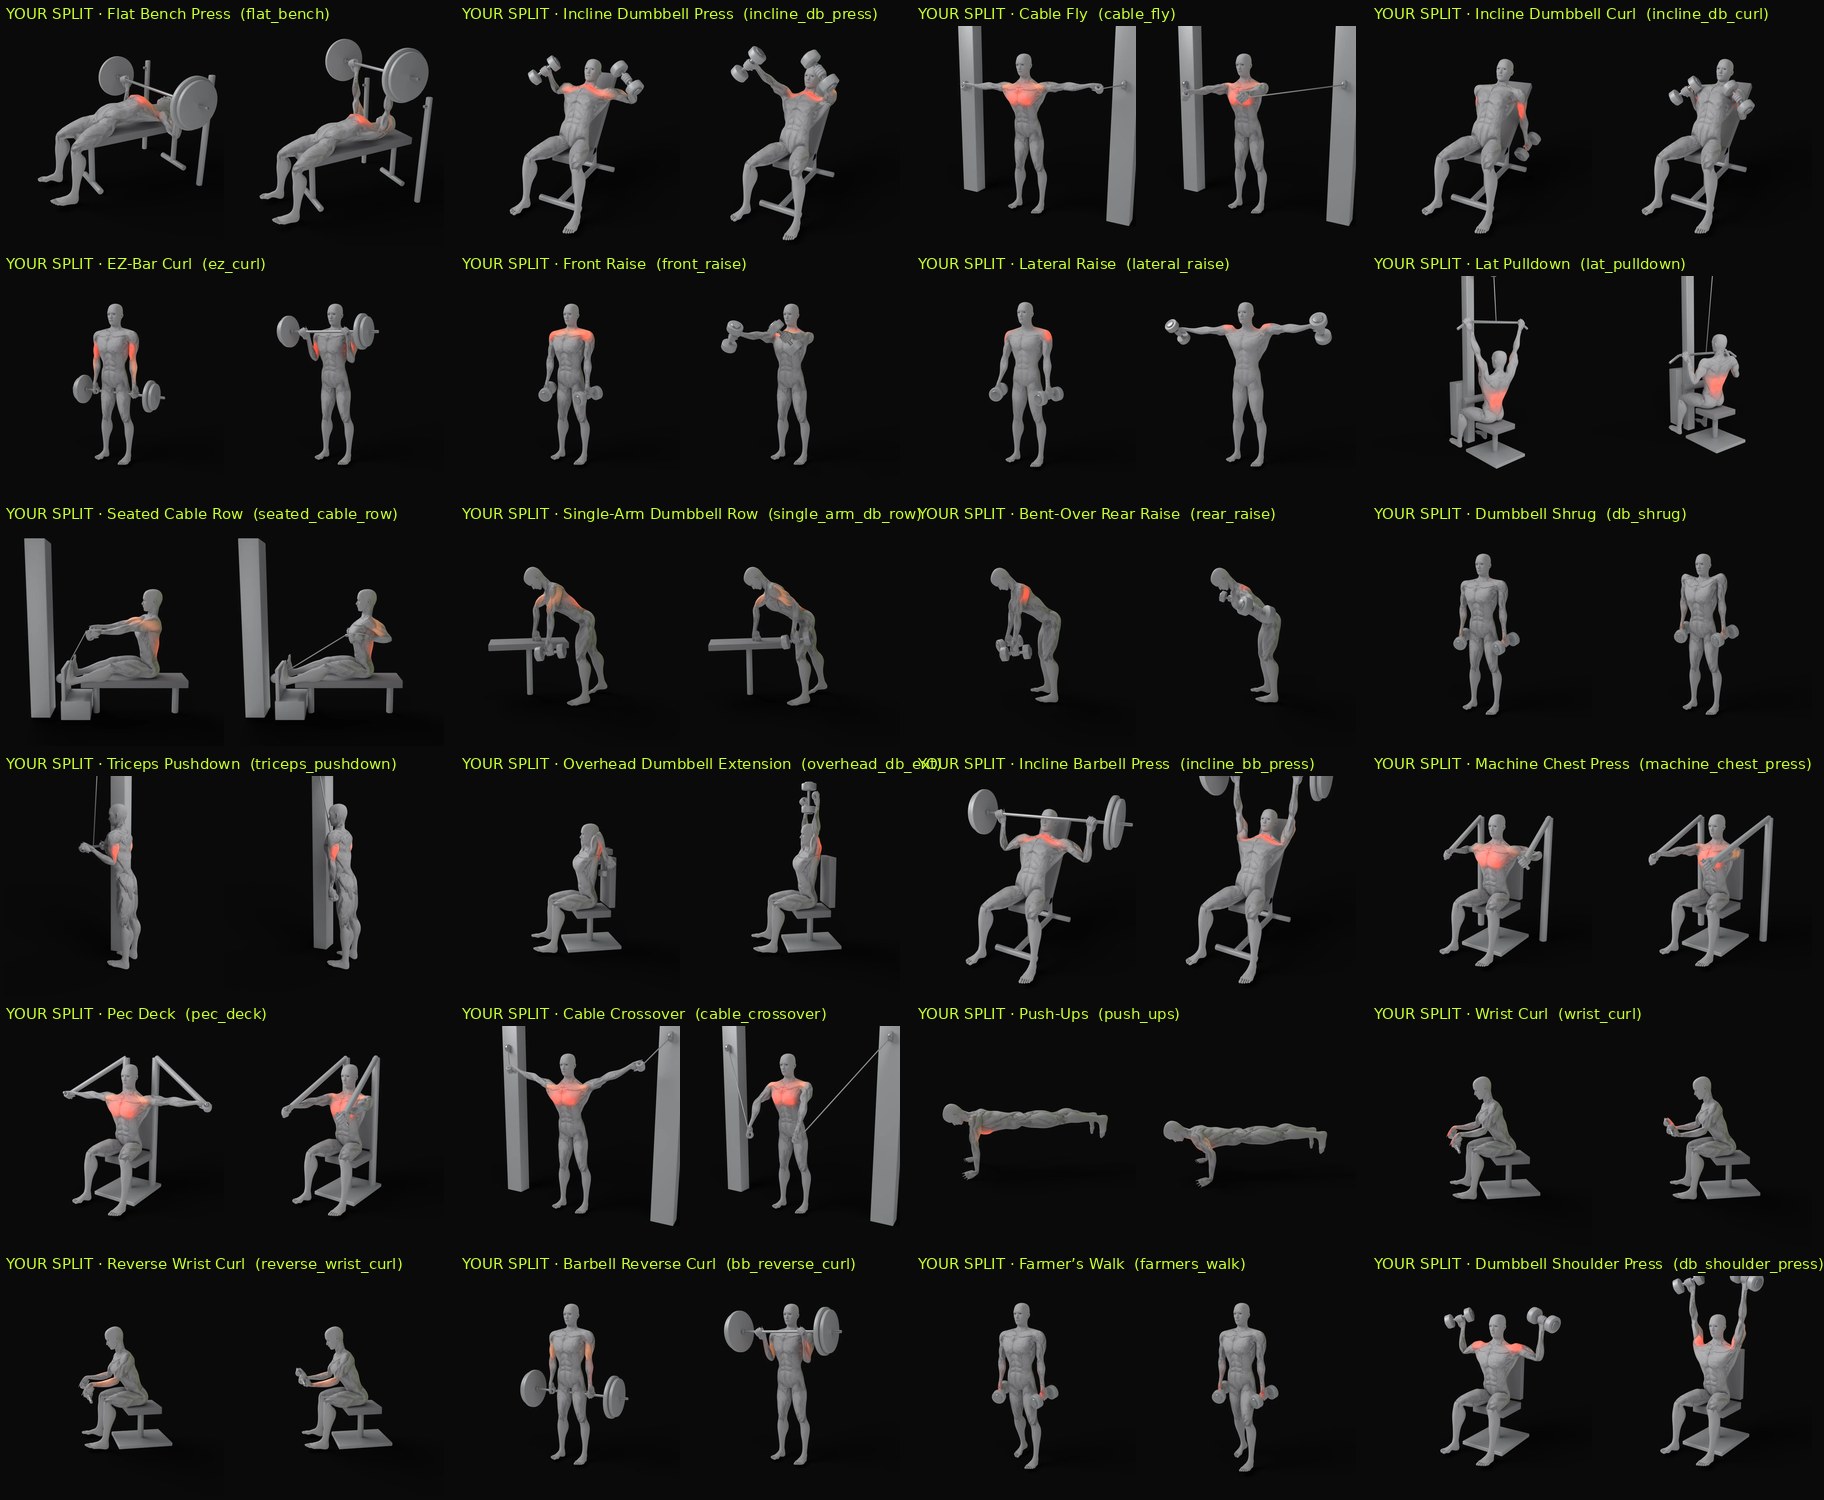 YOUR SPLIT · Flat Bench Press (flat_bench)
YOUR SPLIT · Incline Dumbbell Press (incline_db_press)
YOUR SPLIT · Cable Fly (cable_fly)
YOUR SPLIT · Incline Dumbbell Curl (incline_db_curl)
YOUR SPLIT · EZ-Bar Curl (ez_curl)
YOUR SPLIT · Front Raise (front_raise)
YOUR SPLIT · Lateral Raise (lateral_raise)
YOUR SPLIT · Lat Pulldown (lat_pulldown)
YOUR SPLIT · Seated Cable Row (seated_cable_row)
YOUR SPLIT · Single-Arm Dumbbell Row (single_arm_db_row)
YOUR SPLIT · Bent-Over Rear Raise (rear_raise)
YOUR SPLIT · Dumbbell Shrug (db_shrug)
YOUR SPLIT · Triceps Pushdown (triceps_pushdown)
YOUR SPLIT · Overhead Dumbbell Extension (overhead_db_ext)
YOUR SPLIT · Incline Barbell Press (incline_bb_press)
YOUR SPLIT · Machine Chest Press (machine_chest_press)
YOUR SPLIT · Pec Deck (pec_deck)
YOUR SPLIT · Cable Crossover (cable_crossover)
YOUR SPLIT · Push-Ups (push_ups)
YOUR SPLIT · Wrist Curl (wrist_curl)
YOUR SPLIT · Reverse Wrist Curl (reverse_wrist_curl)
YOUR SPLIT · Barbell Reverse Curl (bb_reverse_curl)
YOUR SPLIT · Farmer’s Walk (farmers_walk)
YOUR SPLIT · Dumbbell Shoulder Press (db_shoulder_press)